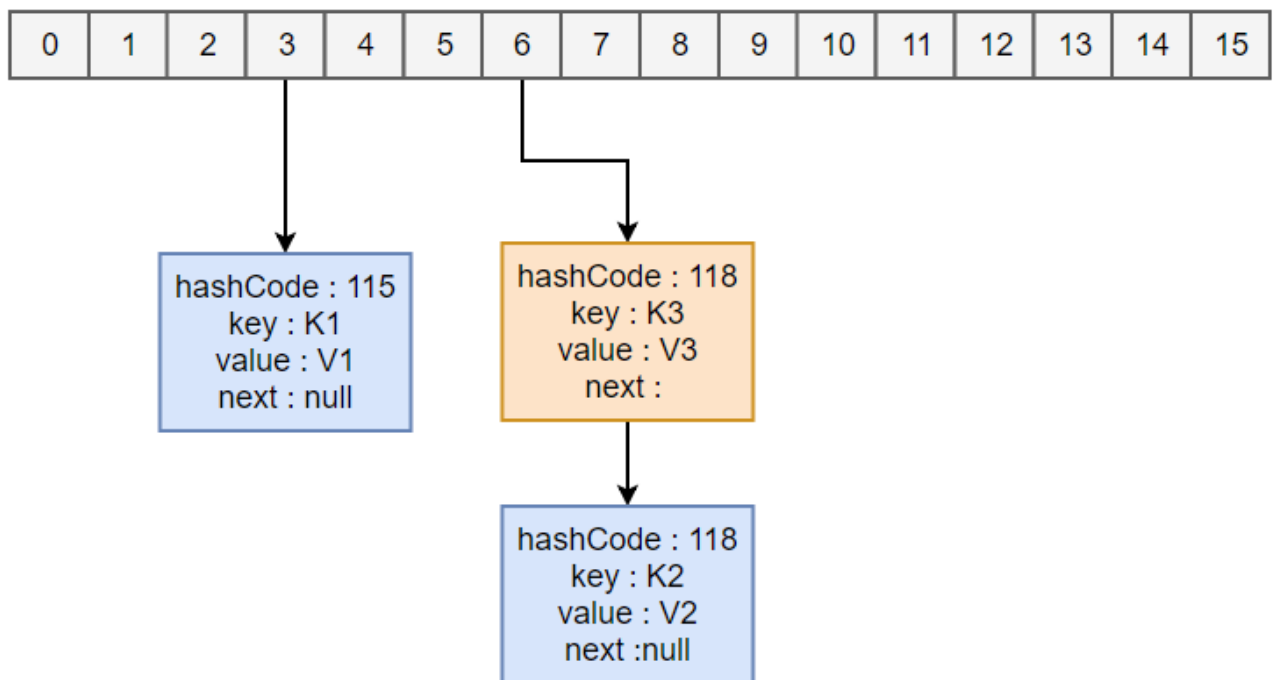 0 1 2 3 4 5 6 7 8 9 10 11 12 13 14 15
hashCode : 115
key : K1
value : V1
next : null
hashCode : 118
key : K3
value : V3
next :
hashCode : 118
key : K2
value : V2
next :null